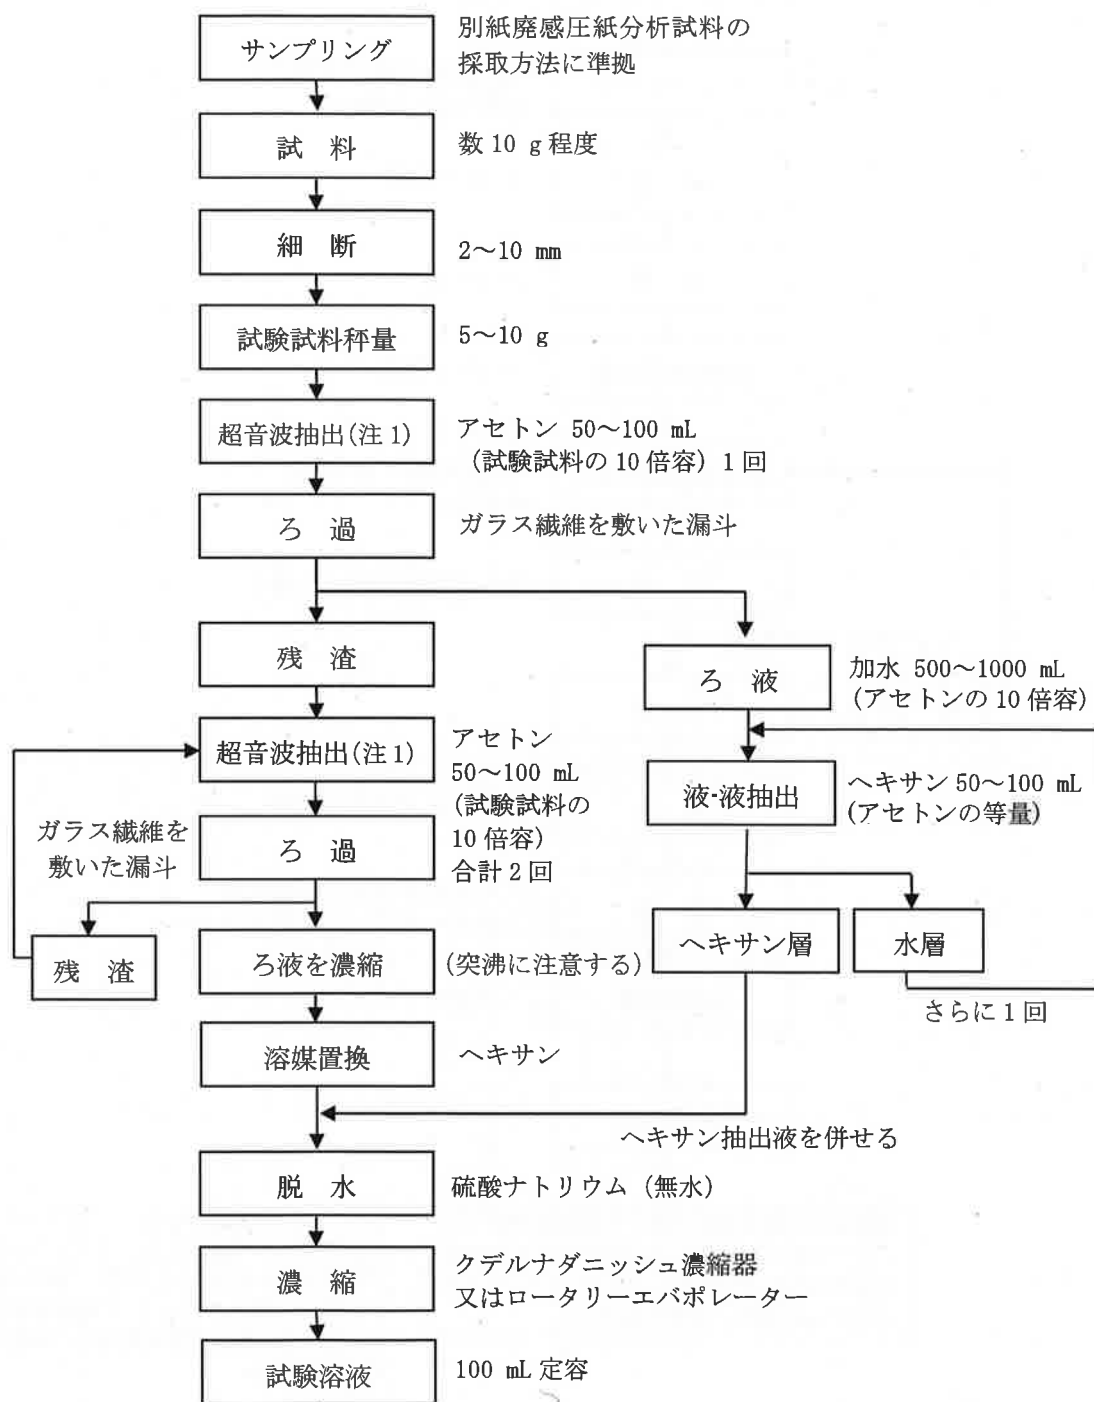 サンプリング
別紙廃感圧紙分析試料の
採取方法に準拠
試 料
数10 g程度
細 断
2～10 mm
試験試料秤量
5～10 g
超音波抽出(注1)
アセトン 50～100 mL
（試験試料の10倍容）1回
ろ 過
ガラス繊維を敷いた漏斗
残 渣
ろ 液
加水 500～1000 mL
（アセトンの10倍容）
超音波抽出(注1)
アセトン
50～100 mL
(試験試料の
10倍容)
合計2回
液-液抽出
ヘキサン 50～100 mL
(アセトンの等量)
ガラス繊維を
敷いた漏斗
ろ 過
残 渣
ろ液を濃縮
(突沸に注意する)
ヘキサン層
水層
さらに1回
溶媒置換
ヘキサン
ヘキサン抽出液を併せる
脱 水
硫酸ナトリウム（無水）
濃 縮
クデルナダニッシュ濃縮器
又はロータリーエバポレーター
試験溶液
100 mL定容